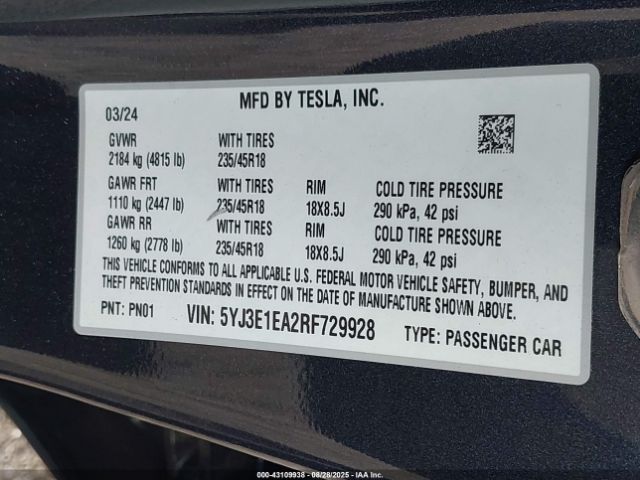 MFD BY TESLA, INC.
03/24
GVWR WITH TIRES
2184 kg (4815 lb) 235/45R18
GAWR FRT WITH TIRES RIM COLD TIRE PRESSURE
1110 kg (2447 lb) 235/45R18 18X8.5J 290 kPa, 42 psi
GAWR RR WITH TIRES RIM COLD TIRE PRESSURE
1260 kg (2778 lb) 235/45R18 18X8.5J 290 kPa, 42 psi
THIS VEHICLE CONFORMS TO ALL APPLICABLE U.S. FEDERAL MOTOR VEHICLE SAFETY, BUMPER, AND
THEFT PREVENTION STANDARDS IN EFFECT ON THE DATE OF MANUFACTURE SHOWN ABOVE.
PNT: PN01 VIN: 5YJ3E1EA2RF729928 TYPE: PASSENGER CAR
000-43109938 - 08/28/2025 - IAA Inc.